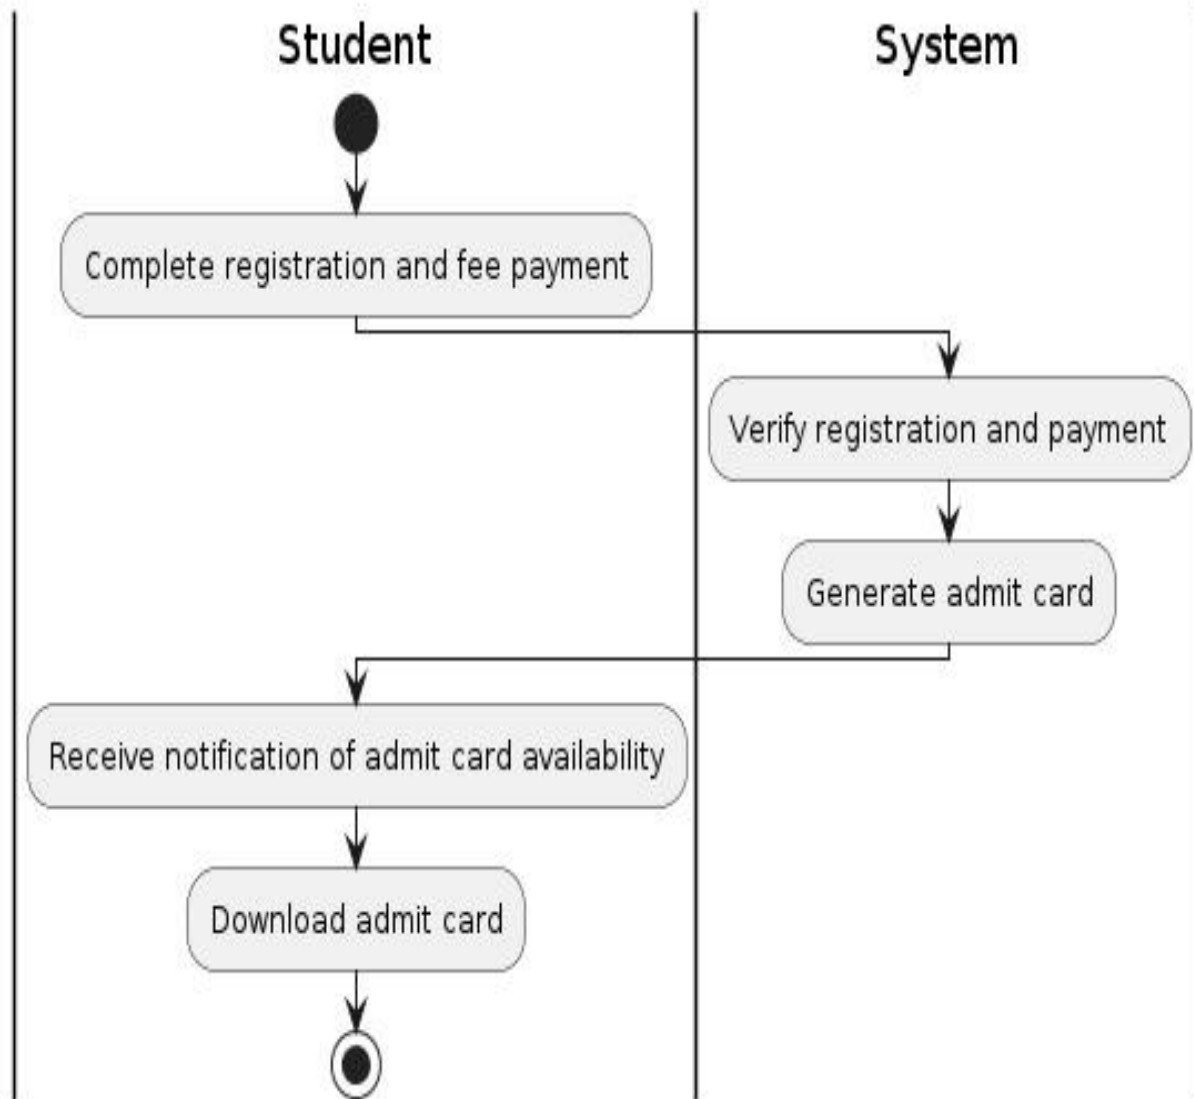 Student
System
Complete registration and fee payment
Verify registration and payment
Generate admit card
Receive notification of admit card availability
Download admit card